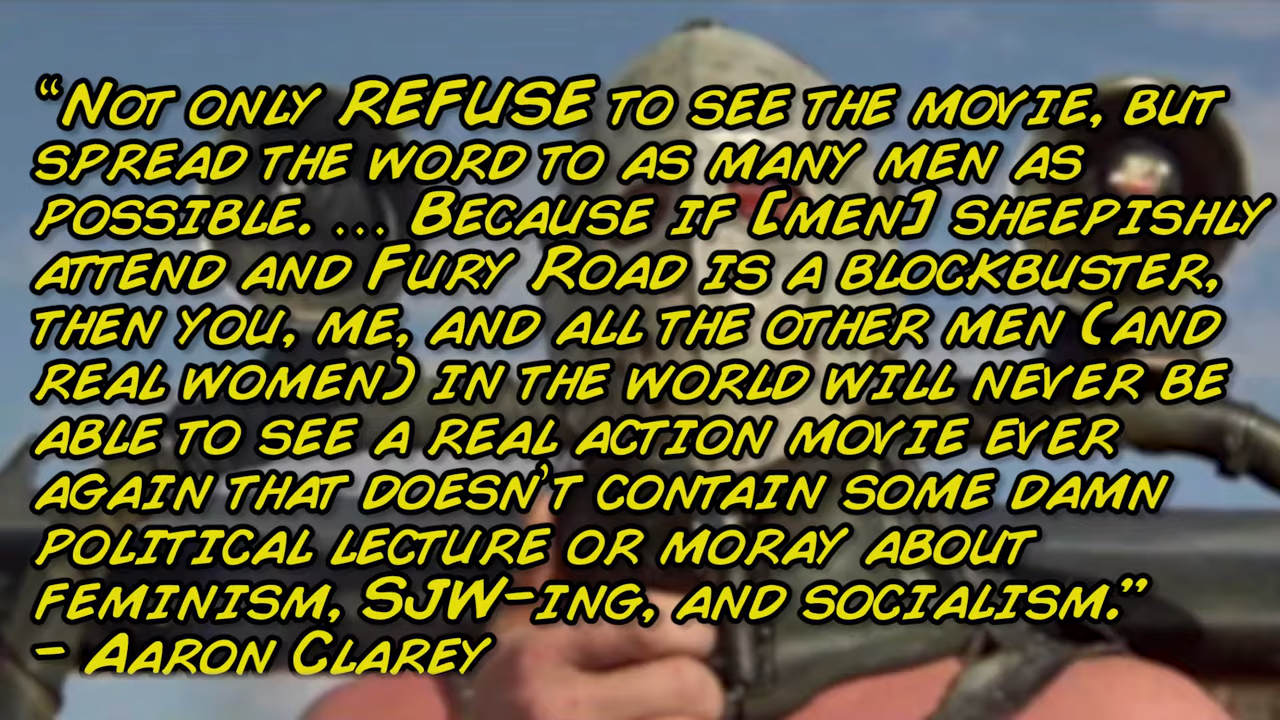 “Not only REFUSE to see the movie, but
spread the word to as many men as
possible. ... Because if [men] sheepishly
attend and Fury Road is a blockbuster,
then you, me, and all the other men (and
real women) in the world will never be
able to see a real action movie ever
again that doesn't contain some damn
political lecture or moray about
feminism, SJW-ing, and socialism.”
- Aaron Clarey